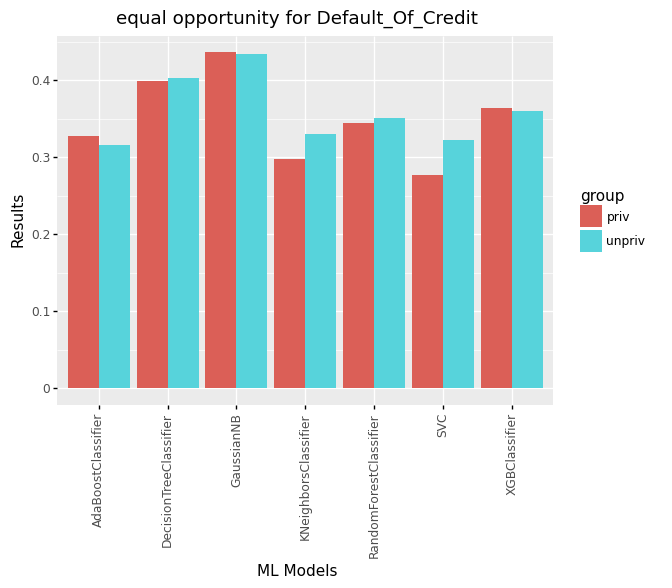 equal opportunity for Default_Of_Credit
0.4
0.3
0.2
0.1
0
Results
AdaBoostClassifier
DecisionTreeClassifier
GaussianNB
KNeighborsClassifier
RandomForestClassifier
SVC
XGBClassifier
ML Models
group
priv
unpriv